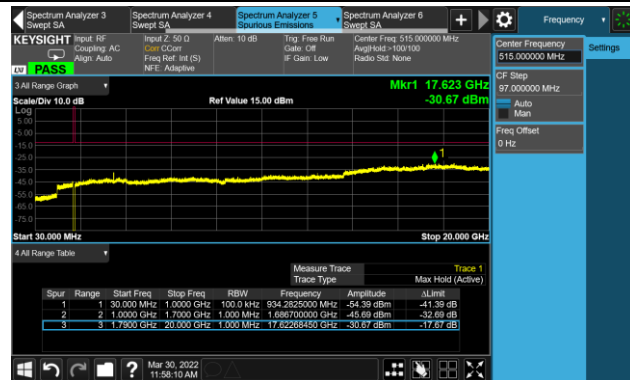 Spectrum Analyzer 3
Swept SA
Spectrum Analyzer 4
Swept SA
Spectrum Analyzer 5
Spurious Emissions
Spectrum Analyzer 6
Swept SA
Frequency
KEYSIGHT
Input: RF
Coupling: AC
Align: Auto
Input Z: 50 Ω
Corr CCorr
Freq Ref: Int (S)
NFE: Adaptive
Atten: 10 dB
Trig: Free Run
Gate: Off
IF Gain: Low
Center Freq: 515.000000 MHz
Avg|Hold:>100/100
Radio Std: None
LXI PASS
Center Frequency
515.000000 MHz
Settings
CF Step
97.000000 MHz
Auto
Man
Freq Offset
0 Hz
3 All Range Graph
Mkr1 17.623 GHz
Scale/Div 10.0 dB
Ref Value 15.00 dBm
-30.67 dBm
Log
5.00
-5.00
-15.0
-25.0
-35.0
-45.0
-55.0
-65.0
-75.0
1
Start 30.000 MHz
Stop 20.000 GHz
4 All Range Table
Measure Trace Trace 1
Trace Type Max Hold (Active)
Spur Range Start Freq Stop Freq RBW Frequency Amplitude ΔLimit
1 1 30.000 MHz 1.0000 GHz 100.0 kHz 934.2825000 MHz -54.39 dBm -41.39 dB
2 2 1.0000 GHz 1.7000 GHz 1.000 MHz 1.686700000 GHz -45.69 dBm -32.69 dB
3 3 1.7900 GHz 20.000 GHz 1.000 MHz 17.62268450 GHz -30.67 dBm -17.67 dB
Mar 30, 2022
11:58:10 AM